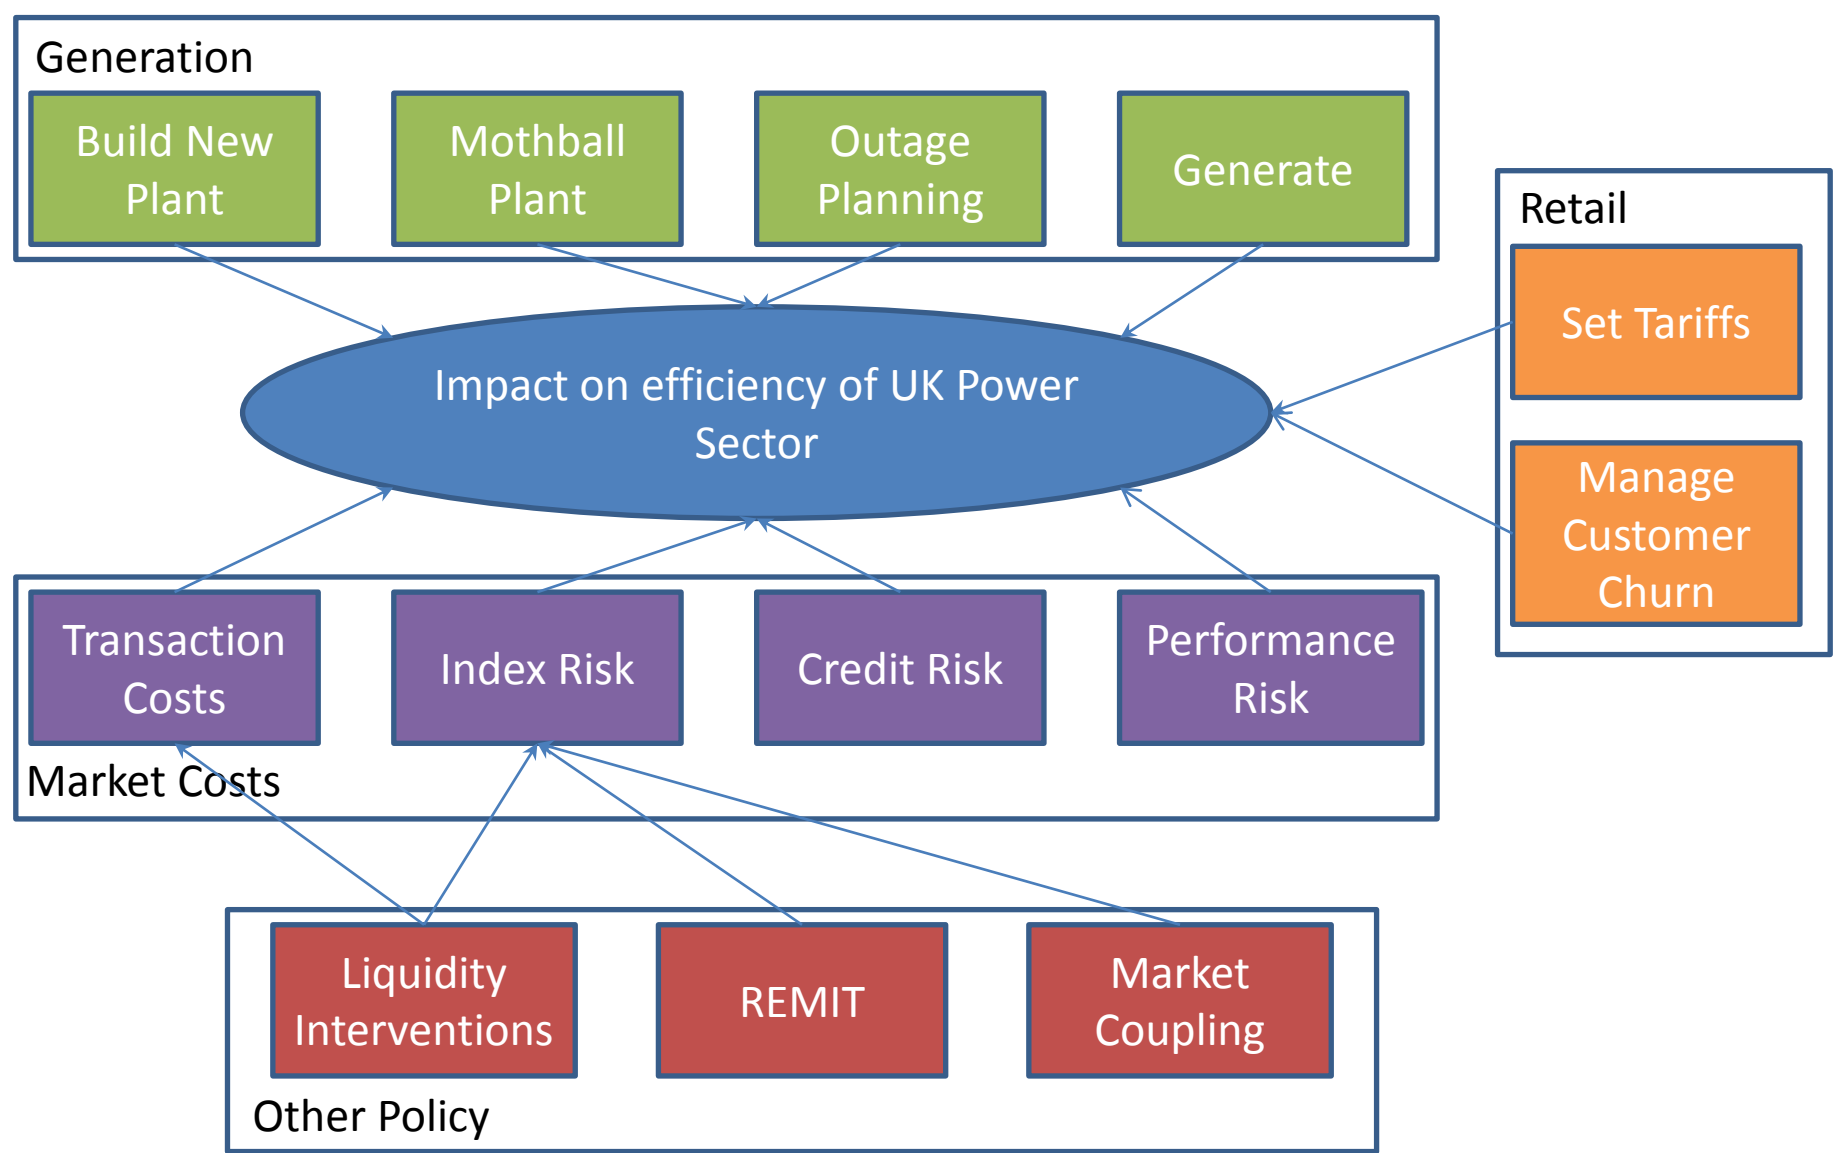 Generation
Build New
Plant
Mothball
Plant
Outage
Planning
Generate
Retail
Set Tariffs
Manage
Customer
Churn
Impact on efficiency of UK Power
Sector
Transaction
Costs
Index Risk
Credit Risk
Performance
Risk
Market Costs
Liquidity
Interventions
REMIT
Market
Coupling
Other Policy